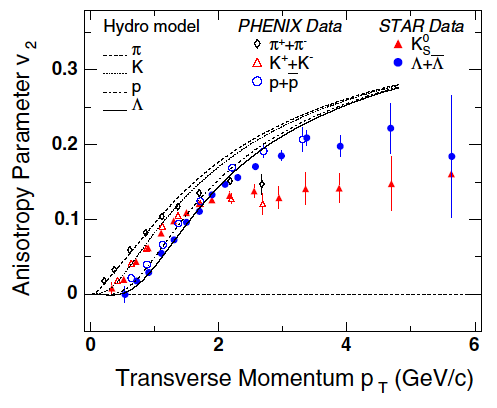 Hydro model PHENIX Data STAR Data
π π⁺+π⁻ K⁰S
K K⁺+K⁻ Λ+Λ̅
p p+p̅
Λ
0.3
0.2
0.1
0
Anisotropy Parameter v₂
0 2 4 6
Transverse Momentum p_T (GeV/c)